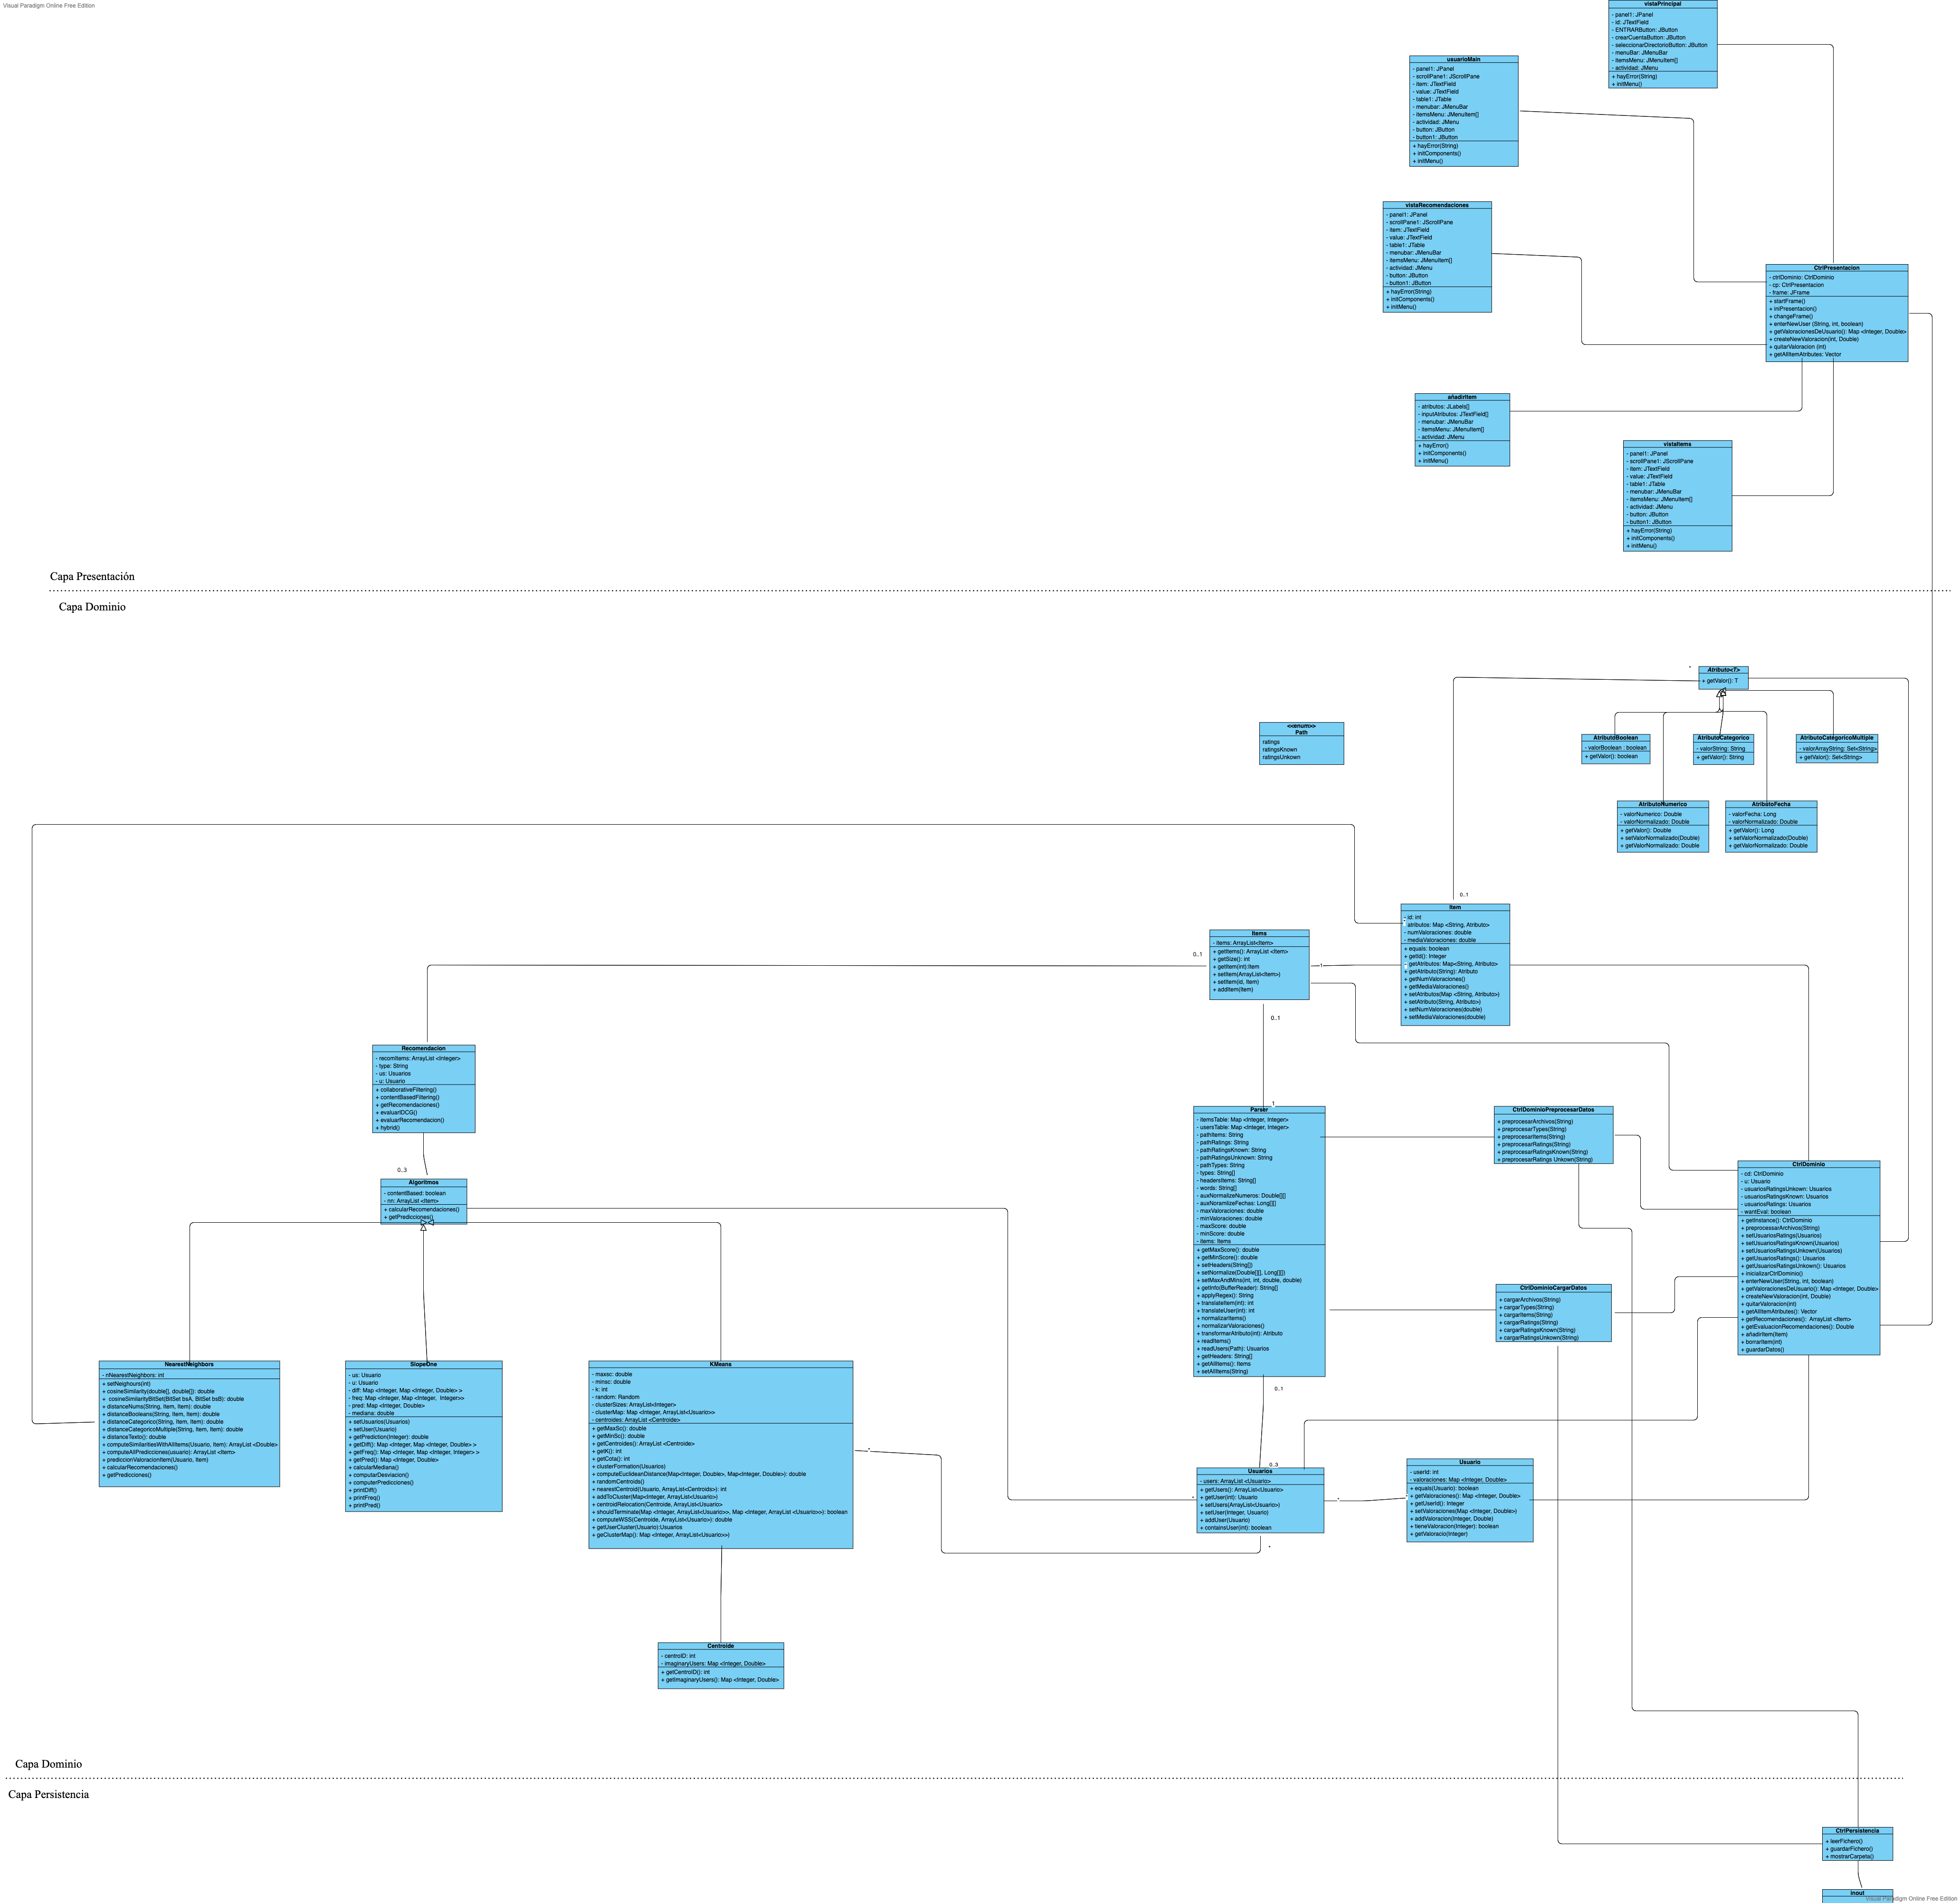 Visual Paradigm Online Free Edition
vistaPrincipal
- panel1: JPanel
- id: JTextField
- ENTRARButton: JButton
- crearCuentaButton: JButton
- seleccionarDirectorioButton: JButton
- menuBar: JMenuBar
- itemsMenu: JMenuItem[]
- actividad: JMenu
+ hayError(String)
+ initMenu()
usuarioMain
- panel1: JPanel
- scrollPane1: JScrollPane
- item: JTextField
- value: JTextField
- table1: JTable
- menubar: JMenuBar
- itemsMenu: JMenuItem[]
- actividad: JMenu
- button: JButton
- button1: JButton
+ hayError(String)
+ initComponents()
+ initMenu()
vistaRecomendaciones
- panel1: JPanel
- scrollPane1: JScrollPane
- item: JTextField
- value: JTextField
- table1: JTable
- menubar: JMenuBar
- itemsMenu: JMenuItem[]
- actividad: JMenu
- button: JButton
- button1: JButton
+ hayError(String)
+ initComponents()
+ initMenu()
CtrlPresentacion
- ctrlDominio: CtrlDominio
- cp: CtrlPresentacion
- frame: JFrame
+ startFrame()
+ iniPresentacion()
+ changeFrame()
+ enterNewUser (String, int, boolean)
+ getValoracionesDeUsuario(): Map <Integer, Double>
+ createNewValoracion(int, Double)
+ quitarValoracion (int)
+ getAllItemAtributes: Vector
añadirItem
- atributos: JLabels[]
- inputAtributos: JTextField[]
- menubar: JMenuBar
- itemsMenu: JMenuItem[]
- actividad: JMenu
+ hayError()
+ initComponents()
+ initMenu()
vistaItems
- panel1: JPanel
- scrollPane1: JScrollPane
- item: JTextField
- value: JTextField
- table1: JTable
- menubar: JMenuBar
- itemsMenu: JMenuItem[]
- actividad: JMenu
- button: JButton
- button1: JButton
+ hayError(String)
+ initComponents()
+ initMenu()
Capa Presentación
Capa Dominio
*
Atributo<T>
+ getValor(): T
<<enum>>
Path
ratings
ratingsKnown
ratingsUnkown
AtributoBoolean
- valorBoolean : boolean
+ getValor(): boolean
AtributoCategorico
- valorString: String
+ getValor(): String
AtributoCategoricoMultiple
- valorArrayString: Set<String>
+ getValor(): Set<String>
AtributoNumerico
- valorNumerico: Double
- valorNormalizado: Double
+ getValor(): Double
+ setValorNormalizado(Double)
+ getValorNormalizado: Double
AtributoFecha
- valorFecha: Long
- valorNormalizado: Double
+ getValor(): Long
+ setValorNormalizado(Double)
+ getValorNormalizado: Double
0..1
Item
- id: int
atributos: Map <String, Atributo>
- numValoraciones: double
- mediaValoraciones: double
+ equals: boolean
+ getId(): Integer
getAtributos: Map<String, Atributo>
+ getAtributo(String): Atributo
+ getNumValoraciones()
+ getMediaValoraciones()
+ setAtributos(Map <String, Atributo>)
+ setAtributo(String, Atributo>)
+ setNumValoraciones(double)
+ setMediaValoraciones(double)
Items
- items: ArrayList<Item>
+ getItems(): ArrayList <Item>
+ getSize(): int
+ getItem(int):Item
+ setItem(ArrayList<Item>)
+ setItem(id, Item)
+ addItem(Item)
0..1
1
0..1
Recomendacion
- recomItems: ArrayList <Integer>
- type: String
- us: Usuarios
- u: Usuario
+ collaborativeFiltering()
+ contentBasedFiltering()
+ getRecomendaciones()
+ evaluarIDCG()
+ evaluarRecomendacion()
+ hybrid()
0..3
Algoritmos
- contentBased: boolean
- nn: ArrayList <Item>
+ calcularRecomendaciones()
+ getPredicciones()
1
Parser
- itemsTable: Map <Integer, Integer>
- usersTable: Map <Integer, Integer>
- pathItems: String
- pathRatings: String
- pathRatingsKnown: String
- pathRatingsUnknown: String
- pathTypes: String
- types: String[]
- headersItems: String[]
- words: String[]
- auxNormalizeNumeros: Double[][]
- auxNoramlizeFechas: Long[][]
- maxValoraciones: double
- minValoraciones: double
- maxScore: double
- minScore: double
- items: Items
+ getMaxScore(): double
+ getMinScore(): double
+ setHeaders(String[])
+ setNormalize(Double[][], Long[][])
+ setMaxAndMins(int, int, double, double)
+ getInfo(BufferReader): String[]
+ applyRegex(): String
+ translateItem(int): int
+ translateUser(int): int
+ normalizarItems()
+ normalizarValoraciones()
+ transformarAtributo(int): Atributo
+ readItems()
+ readUsers(Path): Usuarios
+ getHeaders: String[]
+ getAllItems(): Items
+ setAllItems(String)
CtrlDominioPreprocesarDatos
+ preprocesarArchivos(String)
+ preprocesarTypes(String)
+ preprocesarItems(String)
+ preprocesarRatings(String)
+ preprocesarRatingsKnown(String)
+ preprocesarRatings Unkown(String)
CtrlDominio
- cd: CtrlDominio
- u: Usuario
- usuariosRatingsUnkown: Usuarios
- usuariosRatingsKnown: Usuarios
- usuariosRatings: Usuarios
- wantEval: boolean
+ getInstance(): CtrlDominio
+ preprocessarArchivos(String)
+ setUsuariosRatings(Usuarios)
+ setUsuariosRatingsKnown(Usuarios)
+ setUsuariosRatingsUnkown(Usuarios)
+ getUsuariosRatings(): Usuarios
+ getUsuariosRatingsUnkown(): Usuarios
+ inicializarCtrlDominio()
+ enterNewUser(String, int, boolean)
+ getValoracionesDeUsuario(): Map <Integer, Double>
+ createNewValoracion(int, Double)
+ quitarValoracion(int)
+ getAllItemAtributes(): Vector
+ getRecomendaciones(): ArrayList <Item>
+ getEvaluacionRecomendaciones(): Double
+ añadirItem(Item)
+ borrarItem(int)
+ guardarDatos()
CtrlDominioCargarDatos
+ cargarArchivos(String)
+ cargarTypes(String)
+ cargarItems(String)
+ cargarRatings(String)
+ cargarRatingsKnown(String)
+ cargarRatingsUnkown(String)
NearestNeighbors
- nNearestNeighbors: int
+ setNeighours(int)
+ cosineSimilarity(double[], double[]): double
+ cosineSimilarityBitSet(BitSet bsA, BitSet bsB): double
+ distanceNums(String, Item, Item): double
+ distanceBooleans(String, Item, Item): double
+ distanceCategorico(String, Item, Item): double
+ distanceCategoricoMultiple(String, Item, Item): double
+ distanceTexto(): double
+ computeSimilaritiesWithAllItems(Usuario, Item): ArrayList <Double>
+ computeAllPredicciones(usuario): ArrayList <Item>
+ prediccionValoracionItem(Usuario, Item)
+ calcularRecomendaciones()
+ getPredicciones()
SlopeOne
- us: Usuario
- u: Usuario
- diff: Map <Integer, Map <Integer, Double> >
- freq: Map <Integer, Map <Integer, Integer>>
- pred: Map <Integer, Double>
- mediana: double
+ setUsuarios(Usuarios)
+ setUser(Usuario)
+ getPrediction(Integer): double
+ getDiff(): Map <Integer, Map <Integer, Double> >
+ getFreq(): Map <Integer, Map <Integer, Integer> >
+ getPred(): Map <Integer, Double>
+ calcularMediana()
+ computarDesviacion()
+ computerPredicciones()
+ printDiff()
+ printFreq()
+ printPred()
KMeans
- maxsc: double
- minsc: double
- k: int
- random: Random
- clusterSizes: ArrayList<Integer>
- clusterMap: Map <Integer, ArrayList<Usuario>>
- centroides: ArrayList <Centroide>
+ getMaxSc(): double
+ getMinSc(): double
+ getCentroides(): ArrayList <Centroide>
+ getK(): int
+ getCota(): int
+ clusterFormation(Usuarios)
+ computeEuclideanDistance(Map<Integer, Double>, Map<Integer, Double>): double
+ randomCentroids()
+ nearestCentroid(Usuario, ArrayList<Centroids>): int
+ addToCluster(Map<Integer, ArrayList<Usuario>)
+ centroidRelocation(Centroide, ArrayList<Usuario>
+ shouldTerminate(Map <Integer, ArrayList<Usuario>>, Map <Integer, ArrayList <Usuario>>): boolean
+ computeWSS(Centroide, ArrayList<Usuario>): double
+ getUserCluster(Usuario):Usuarios
+ geClusterMap(): Map <Integer, ArrayList<Usuario>>)
*
0..1
0..3
Usuarios
- users: ArrayList <Usuario>
+ getUsers(): ArrayList<Usuario>
+ getUser(int): Usuario
+ setUsers(ArrayList<Usuario>)
+ setUser(Integer, Usuario)
+ addUser(Usuario)
+ containsUser(int): boolean
*
*
*
Usuario
- userId: int
- valoraciones: Map <Integer, Double>
+ equals(Usuario): boolean
+ getValoraciones(): Map <Integer, Double>
+ getUserId(): Integer
+ setValoraciones(Map <Integer, Double>)
+ addValoracion(Integer, Double)
+ tieneValoracion(Integer): boolean
+ getValoracio(Integer)
Centroide
- centroID: int
- imaginaryUsers: Map <Integer, Double>
+ getCentroID(): int
+ getImaginaryUsers(): Map <Integer, Double>
Capa Dominio
Capa Persistencia
CtrlPersistencia
+ leerFichero()
+ guardarFichero()
+ mostrarCarpeta()
inout
Visual Paradigm Online Free Edition